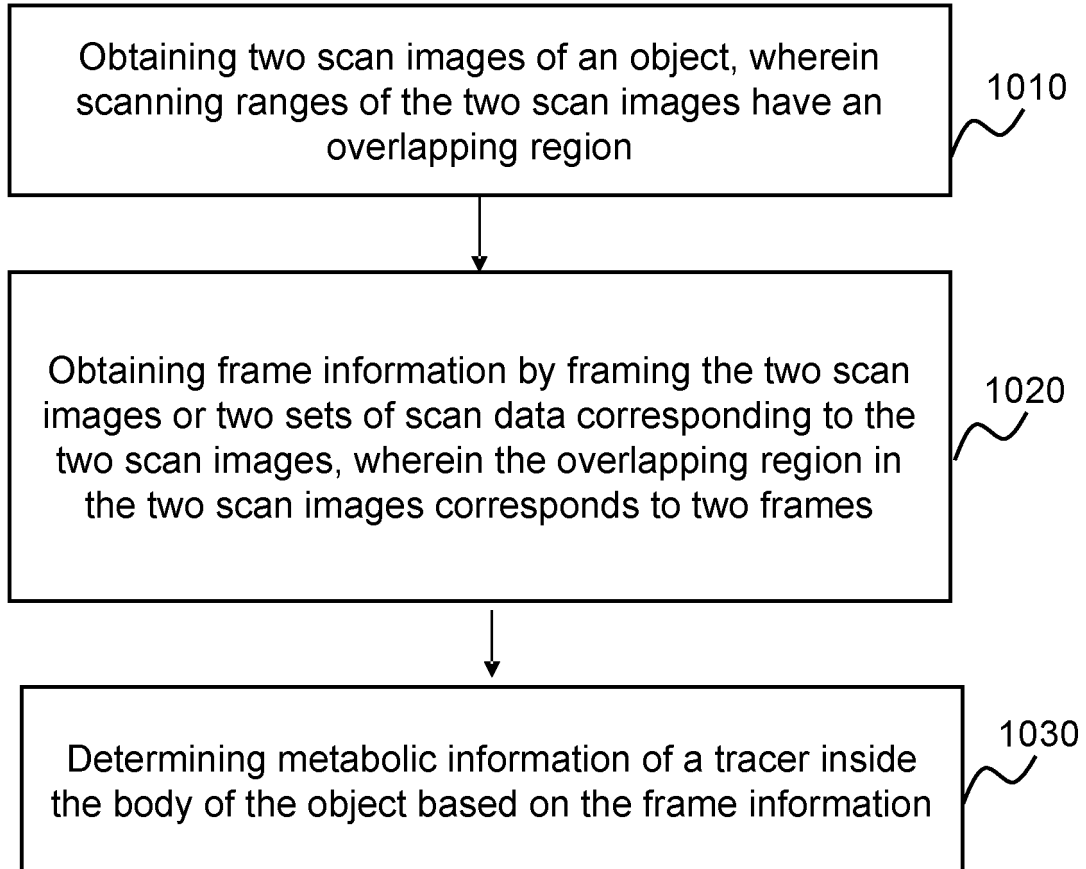 Obtaining two scan images of an object, wherein
scanning ranges of the two scan images have an
overlapping region
1010
Obtaining frame information by framing the two scan
images or two sets of scan data corresponding to the
two scan images, wherein the overlapping region in
the two scan images corresponds to two frames
1020
Determining metabolic information of a tracer inside
the body of the object based on the frame information
1030